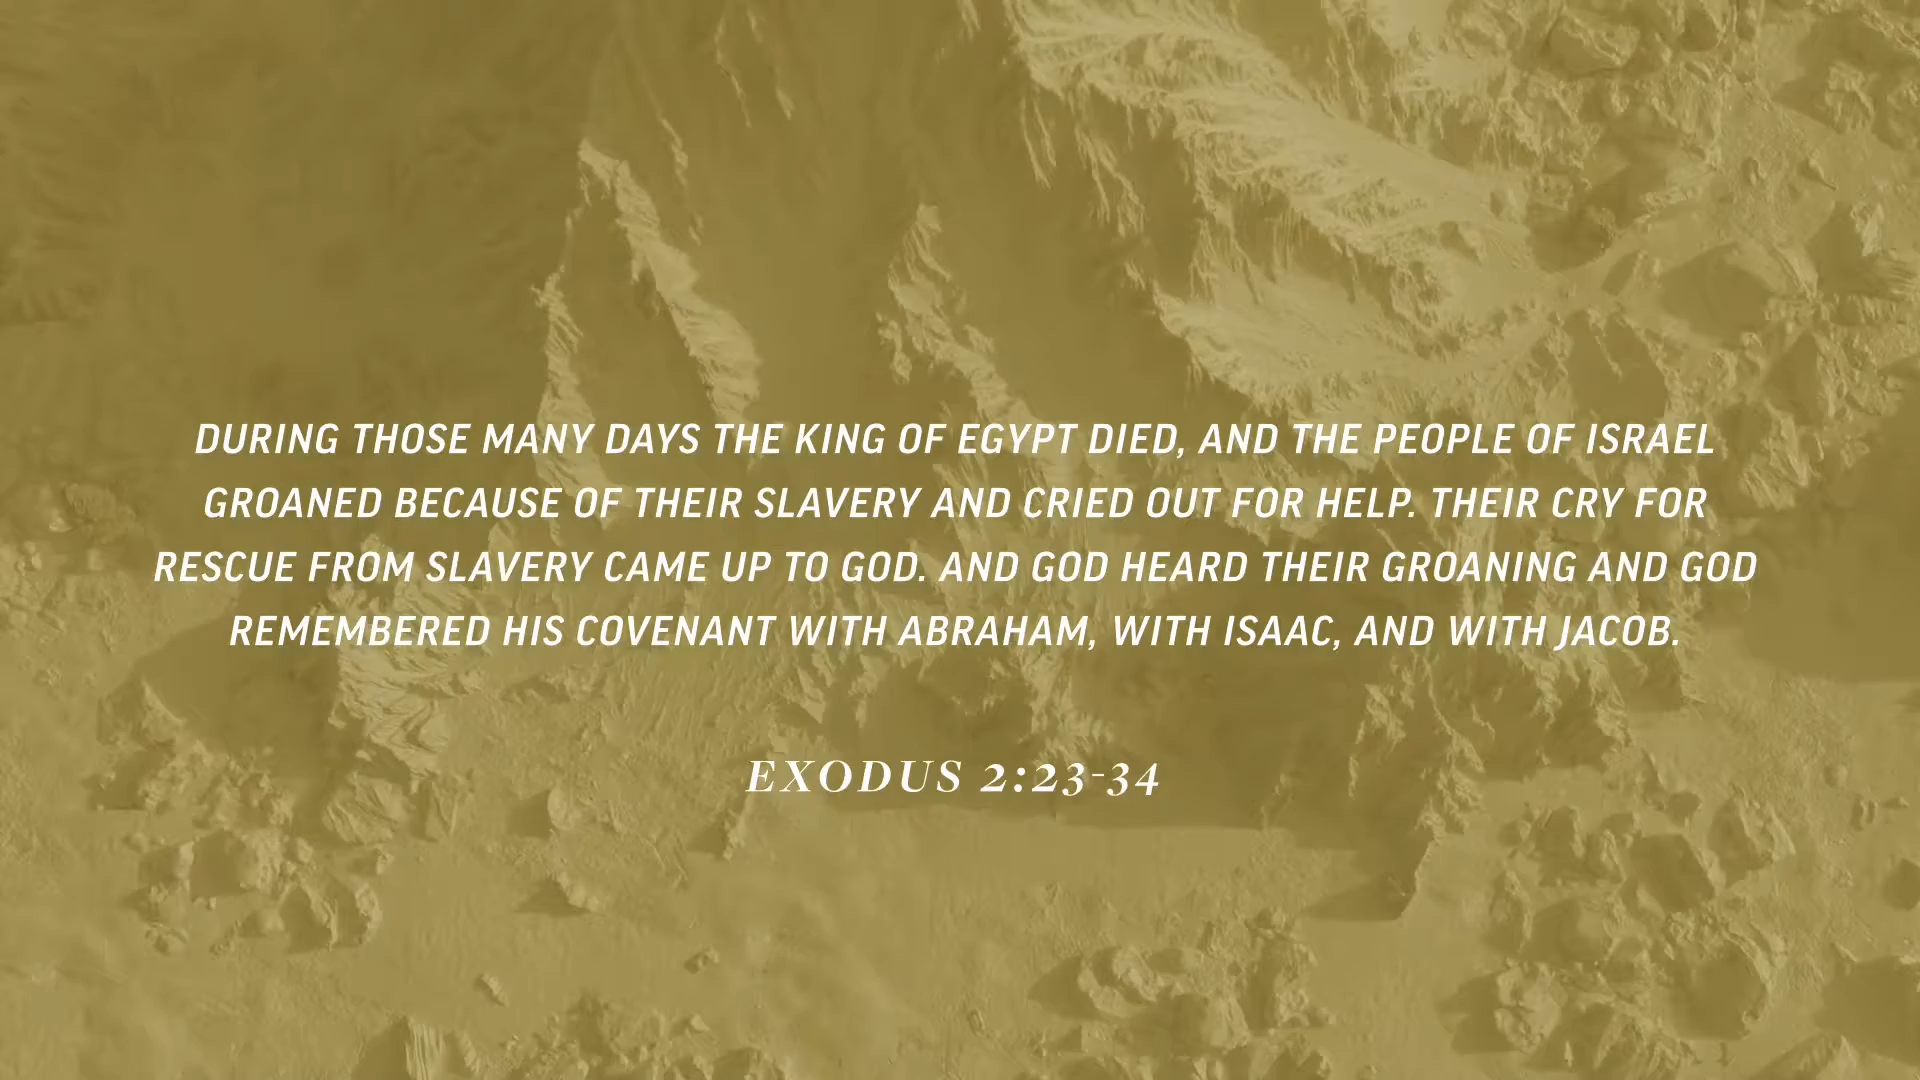 DURING THOSE MANY DAYS THE KING OF EGYPT DIED, AND THE PEOPLE OF ISRAEL
GROANED BECAUSE OF THEIR SLAVERY AND CRIED OUT FOR HELP. THEIR CRY FOR
RESCUE FROM SLAVERY CAME UP TO GOD. AND GOD HEARD THEIR GROANING AND GOD
REMEMBERED HIS COVENANT WITH ABRAHAM, WITH ISAAC, AND WITH JACOB.
EXODUS 2:23-34